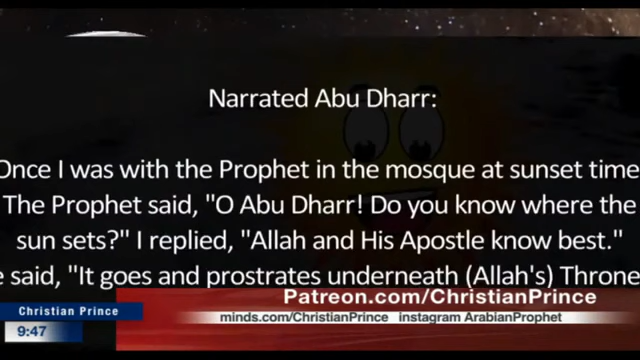 Narrated Abu Dharr:
Once I was with the Prophet in the mosque at sunset time
The Prophet said, "O Abu Dharr! Do you know where the
sun sets?" I replied, "Allah and His Apostle know best."
said, "It goes and prostrates underneath (Allah's) Throne
Patreon.com/ChristianPrince
Christian Prince
minds.com/ChristianPrince instagram ArabianProphet
9:47